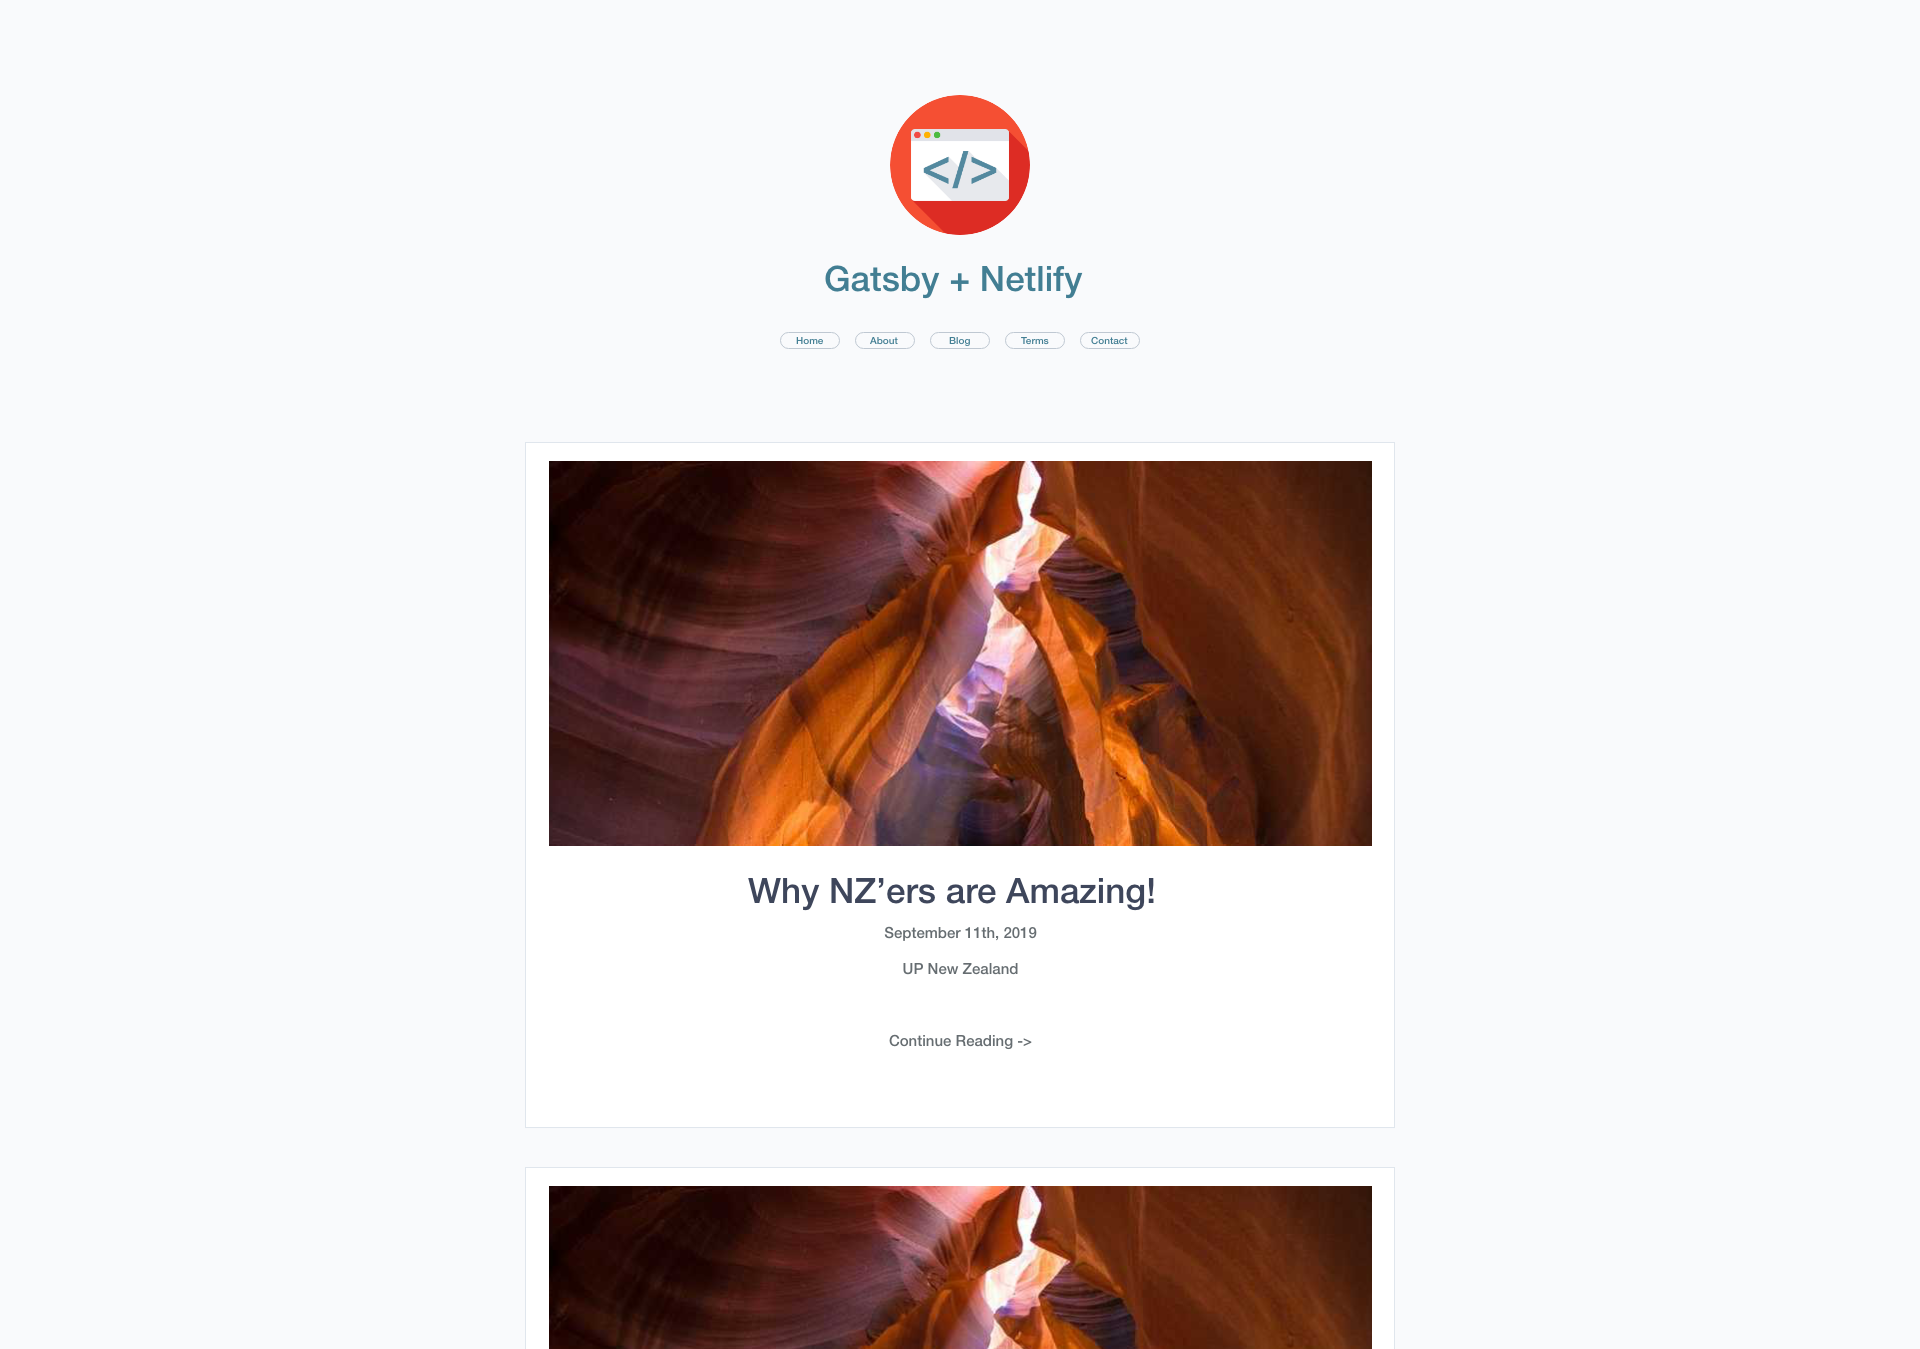 </>
Gatsby + Netlify
Home About Blog Terms Contact
Why NZ’ers are Amazing!
September 11th, 2019
UP New Zealand
Continue Reading ->